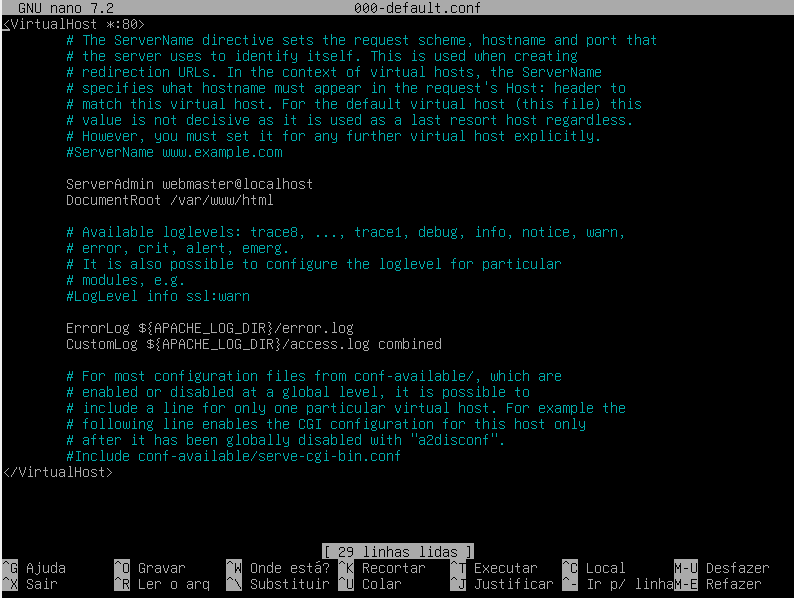 GNU nano 7.2 000-default.conf
<VirtualHost *:80>
# The ServerName directive sets the request scheme, hostname and port that
# the server uses to identify itself. This is used when creating
# redirection URLs. In the context of virtual hosts, the ServerName
# specifies what hostname must appear in the request's Host: header to
# match this virtual host. For the default virtual host (this file) this
# value is not decisive as it is used as a last resort host regardless.
# However, you must set it for any further virtual host explicitly.
#ServerName www.example.com
ServerAdmin webmaster@localhost
DocumentRoot /var/www/html
# Available loglevels: trace8, ..., trace1, debug, info, notice, warn,
# error, crit, alert, emerg.
# It is also possible to configure the loglevel for particular
# modules, e.g.
#LogLevel info ssl:warn
ErrorLog ${APACHE_LOG_DIR}/error.log
CustomLog ${APACHE_LOG_DIR}/access.log combined
# For most configuration files from conf-available/, which are
# enabled or disabled at a global level, it is possible to
# include a line for only one particular virtual host. For example the
# following line enables the CGI configuration for this host only
# after it has been globally disabled with "a2disconf".
#Include conf-available/serve-cgi-bin.conf
</VirtualHost>
[ 29 linhas lidas ]
^G Ajuda ^O Gravar ^W Onde está? ^K Recortar ^T Executar ^C Local M-U Desfazer
^X Sair ^R Ler o arq ^\ Substituir ^U Colar ^J Justificar ^- Ir p/ linha M-E Refazer